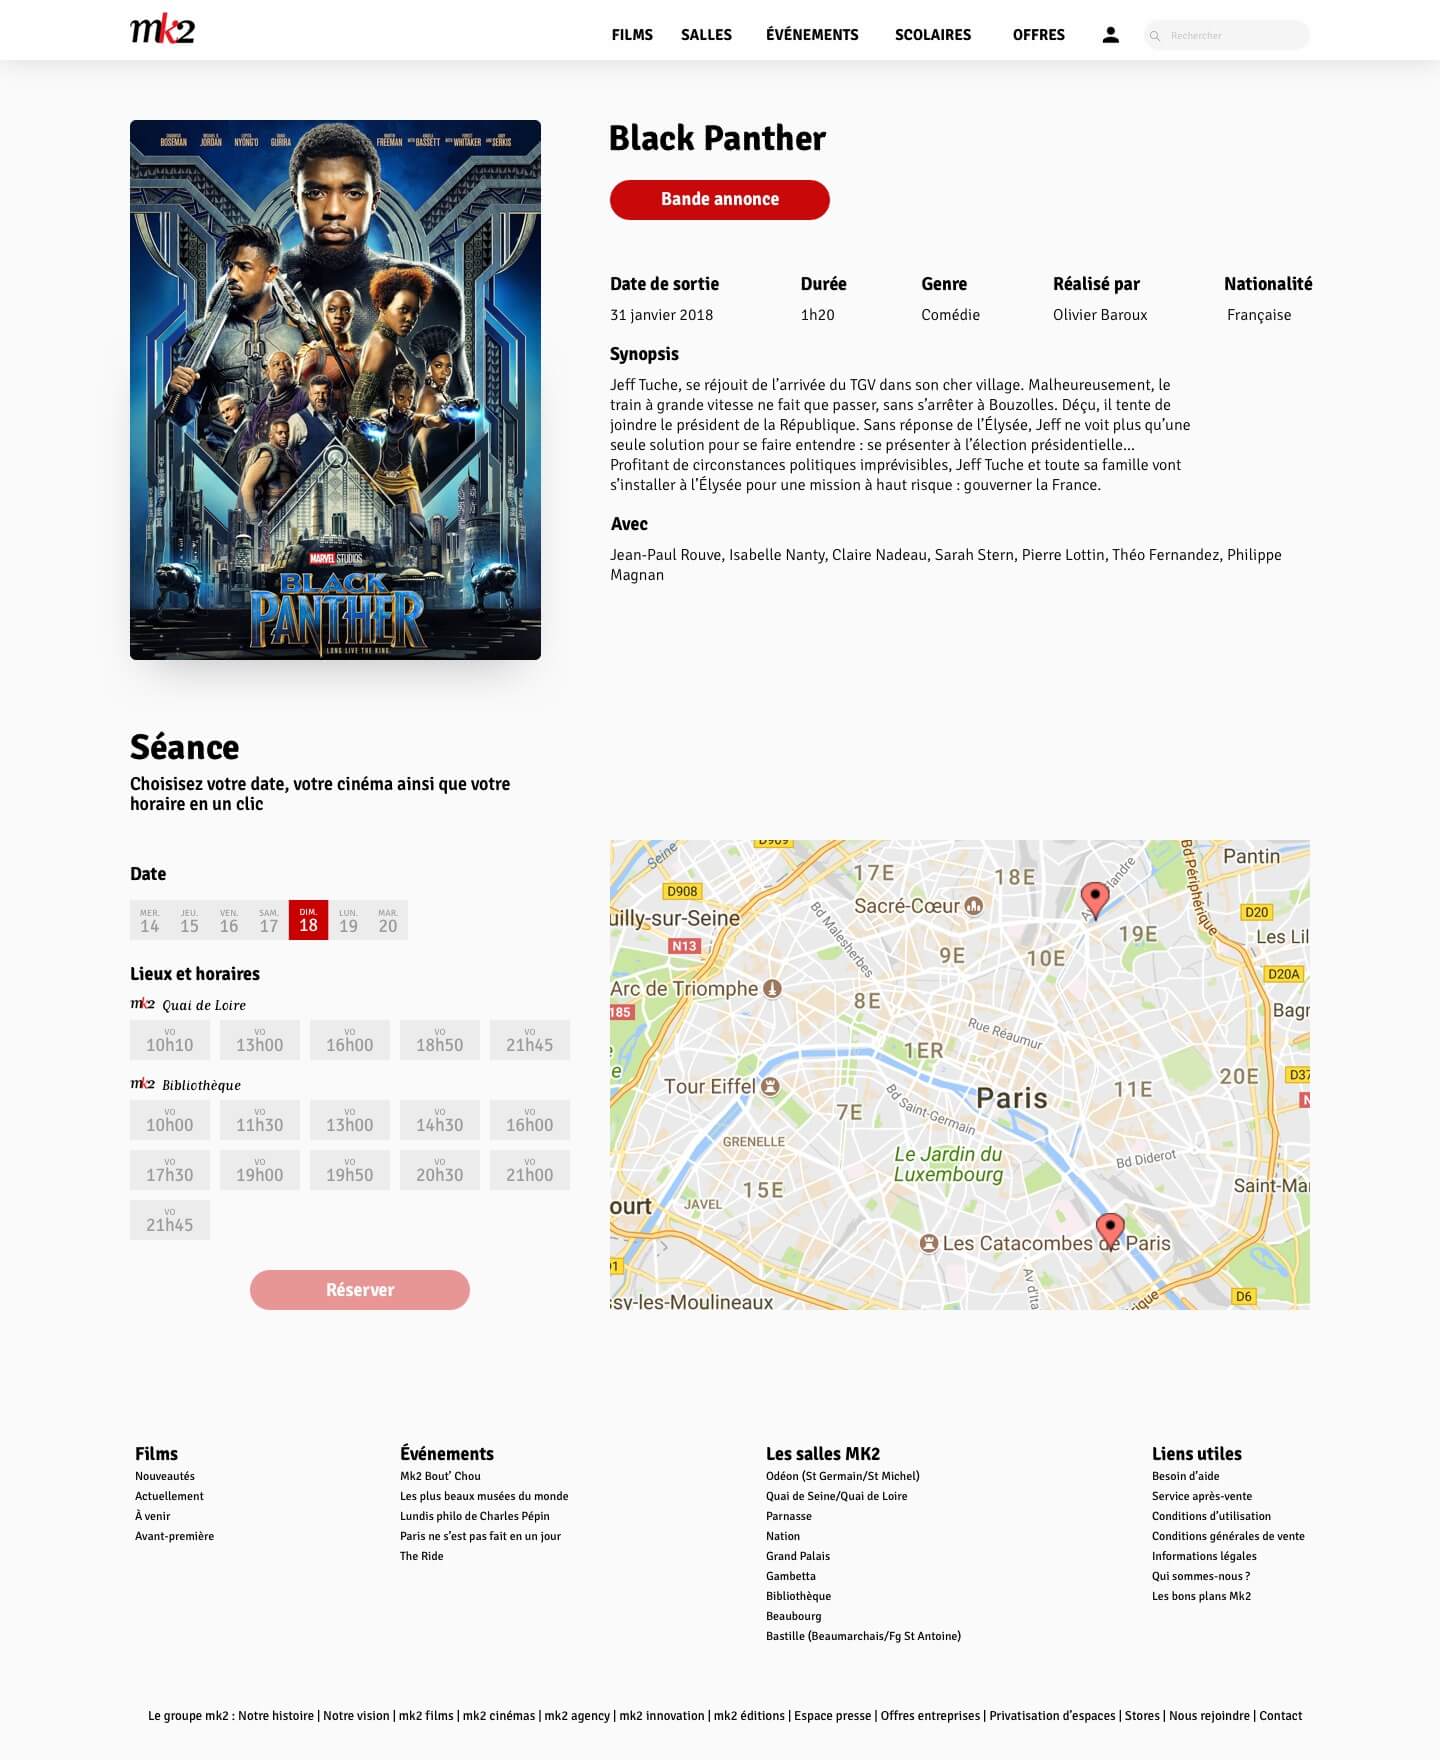 mk2
FILMS SALLES ÉVÉNEMENTS SCOLAIRES OFFRES Rechercher
CHADWICK BOSEMAN MICHAEL B. JORDAN LUPITA NYONG'O DANAI GURIRA MARTIN FREEMAN WITH ANGELA BASSETT WITH FOREST WHITAKER AND ANDY SERKIS
MARVEL STUDIOS
BLACK
PANTHER
LONG LIVE THE KING
Black Panther
Bande annonce
Date de sortie Durée Genre Réalisé par Nationalité
31 janvier 2018 1h20 Comédie Olivier Baroux Française
Synopsis
Jeff Tuche, se réjouit de l’arrivée du TGV dans son cher village. Malheureusement, le
train à grande vitesse ne fait que passer, sans s’arrêter à Bouzolles. Déçu, il tente de
joindre le président de la République. Sans réponse de l’Élysée, Jeff ne voit plus qu’une
seule solution pour se faire entendre : se présenter à l’élection présidentielle...
Profitant de circonstances politiques imprévisibles, Jeff Tuche et toute sa famille vont
s’installer à l’Élysée pour une mission à haut risque : gouverner la France.
Avec
Jean-Paul Rouve, Isabelle Nanty, Claire Nadeau, Sarah Stern, Pierre Lottin, Théo Fernandez, Philippe
Magnan
Séance
Choisisez votre date, votre cinéma ainsi que votre
horaire en un clic
Date
MER. JEU. VEN. SAM. DIM. LUN. MAR.
14 15 16 17 18 19 20
Lieux et horaires
mk2 Quai de Loire
VO VO VO VO VO
10h10 13h00 16h00 18h50 21h45
mk2 Bibliothèque
VO VO VO VO VO
10h00 11h30 13h00 14h30 16h00
VO VO VO VO VO
17h30 19h00 19h50 20h30 21h00
VO
21h45
Réserver
D909
Seine
17E
18E
Bd Périphérique
Pantin
D908
Sacré-Cœur
uilly-sur-Seine
Bd Malesherbes
19E
D20
N13
9E
10E
Les Lil
D20A
Arc de Triomphe
8E
185
Bagn
Rue Réaumur
1ER
e
Tour Eiffel
11E
20E
D37
7E
Bd Saint-Germain
Paris
N
GRENELLE
Le Jardin du
Luxembourg
Bd Diderot
15E
JAVEL
Saint-Man
ourt
Les Catacombes de Paris
01
Av d'Ita
D6
ssy-les-Moulineaux
Films
Nouveautés
Actuellement
À venir
Avant-première
Événements
Mk2 Bout’ Chou
Les plus beaux musées du monde
Lundis philo de Charles Pépin
Paris ne s’est pas fait en un jour
The Ride
Les salles MK2
Odéon (St Germain/St Michel)
Quai de Seine/Quai de Loire
Parnasse
Nation
Grand Palais
Gambetta
Bibliothèque
Beaubourg
Bastille (Beaumarchais/Fg St Antoine)
Liens utiles
Besoin d’aide
Service après-vente
Conditions d’utilisation
Conditions générales de vente
Informations légales
Qui sommes-nous ?
Les bons plans Mk2
Le groupe mk2 : Notre histoire | Notre vision | mk2 films | mk2 cinémas | mk2 agency | mk2 innovation | mk2 éditions | Espace presse | Offres entreprises | Privatisation d’espaces | Stores | Nous rejoindre | Contact